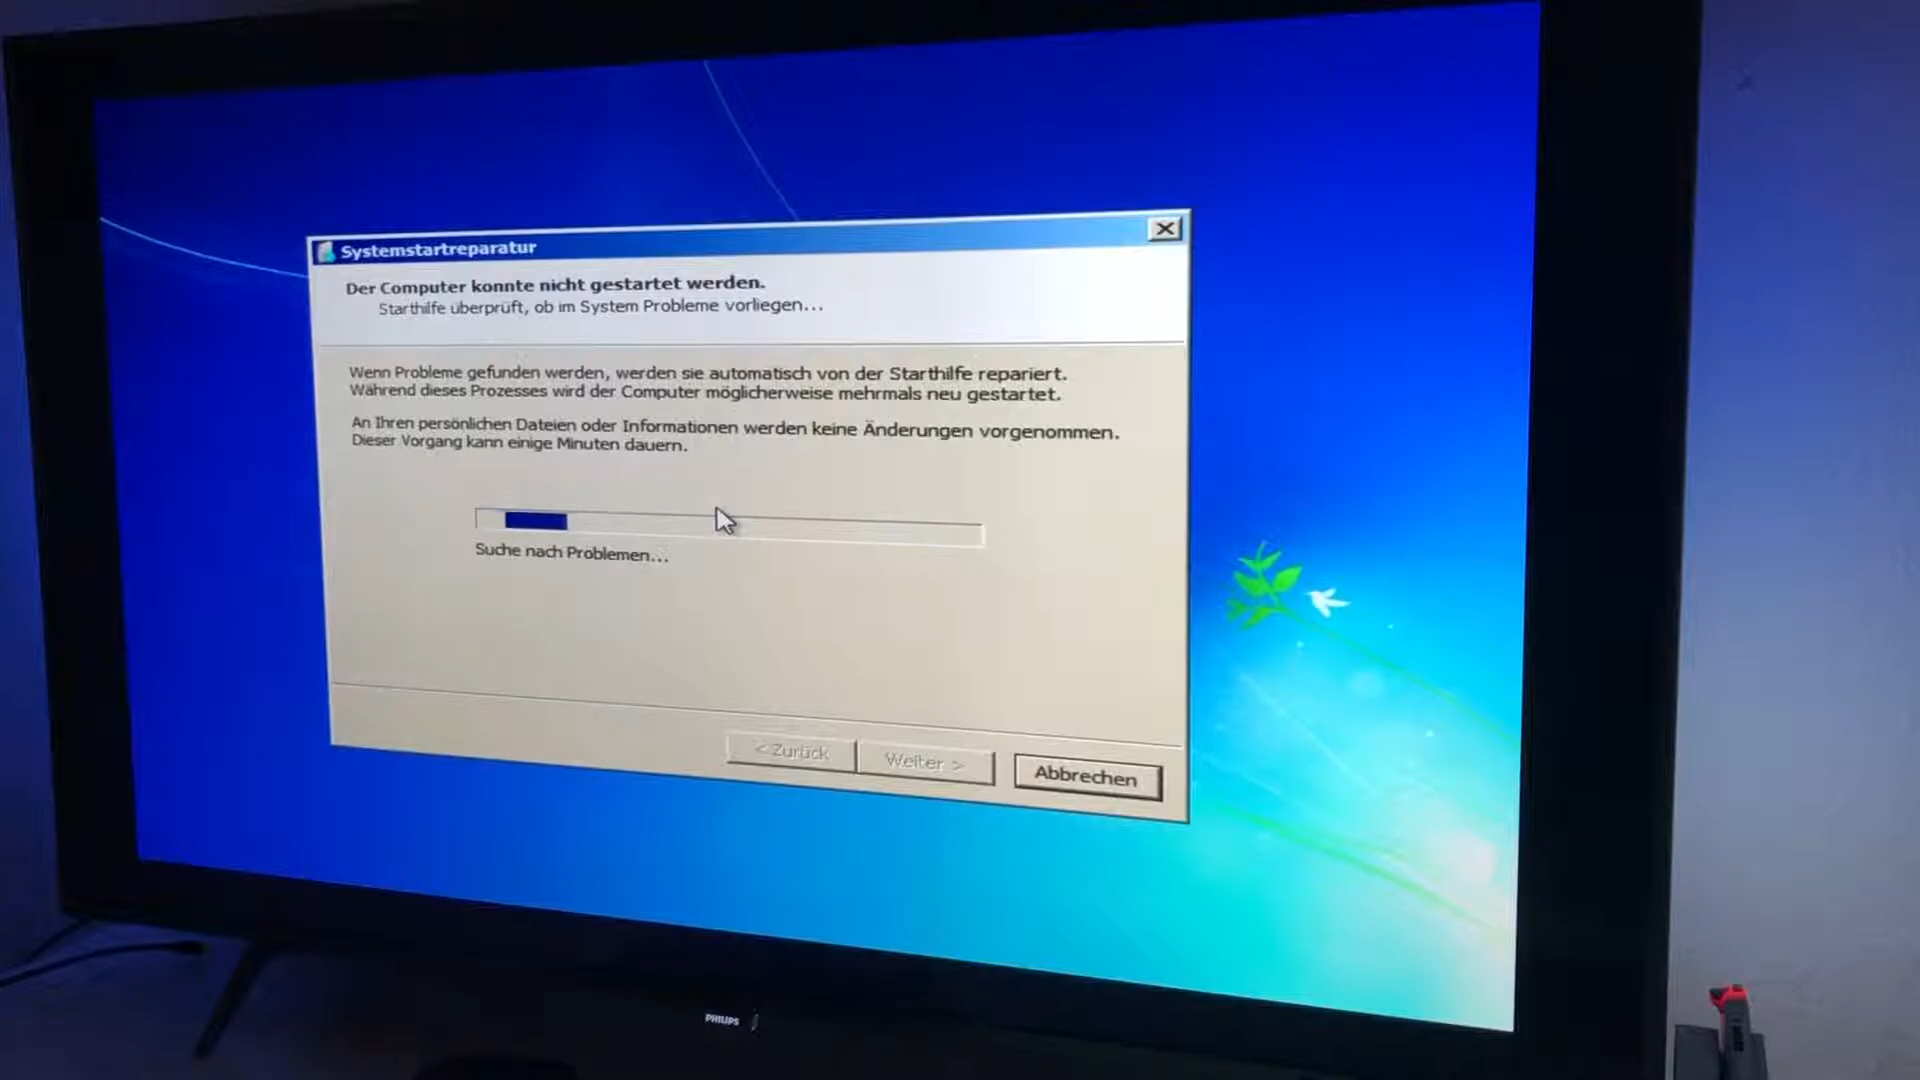 Systemstartreparatur
Der Computer konnte nicht gestartet werden.
Starthilfe überprüft, ob im System Probleme vorliegen...
Wenn Probleme gefunden werden, werden sie automatisch von der Starthilfe repariert.
Während dieses Prozesses wird der Computer möglicherweise mehrmals neu gestartet.
An Ihren persönlichen Dateien oder Informationen werden keine Änderungen vorgenommen.
Dieser Vorgang kann einige Minuten dauern.
Suche nach Problemen...
< Zurück Weiter > Abbrechen
PHILIPS